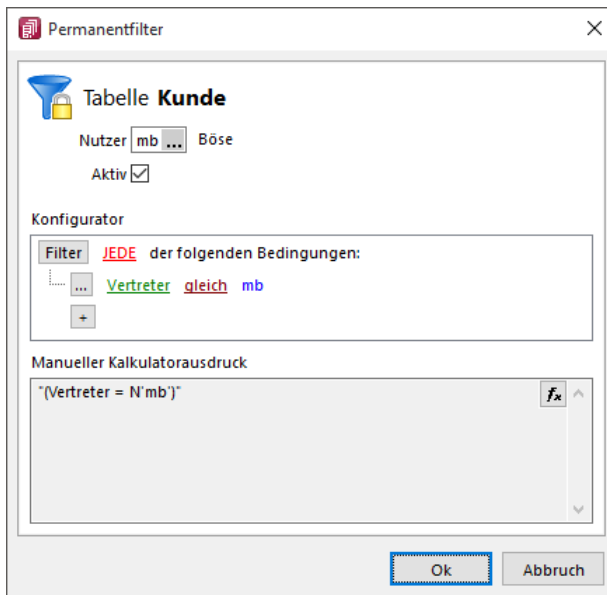 Permanentfilter
Tabelle Kunde
Nutzer mb ... Böse
Aktiv
Konfigurator
Filter JEDE der folgenden Bedingungen:
... Vertreter gleich mb
+
Manueller Kalkulatorausdruck
"(Vertreter = N'mb')"
fx
Ok Abbruch